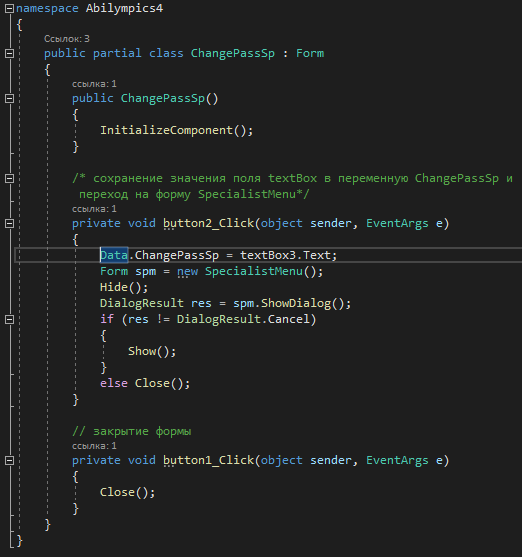 namespace Abilympics4
{
Ссылок: 3
public partial class ChangePassSp : Form
{
ссылка: 1
public ChangePassSp()
{
InitializeComponent();
}
/* сохранение значения поля textBox в переменную ChangePassSp и
переход на форму SpecialistMenu*/
ссылка: 1
private void button2_Click(object sender, EventArgs e)
{
Data.ChangePassSp = textBox3.Text;
Form spm = new SpecialistMenu();
Hide();
DialogResult res = spm.ShowDialog();
if (res != DialogResult.Cancel)
{
Show();
}
else Close();
}
// закрытие формы
ссылка: 1
private void button1_Click(object sender, EventArgs e)
{
Close();
}
}
}